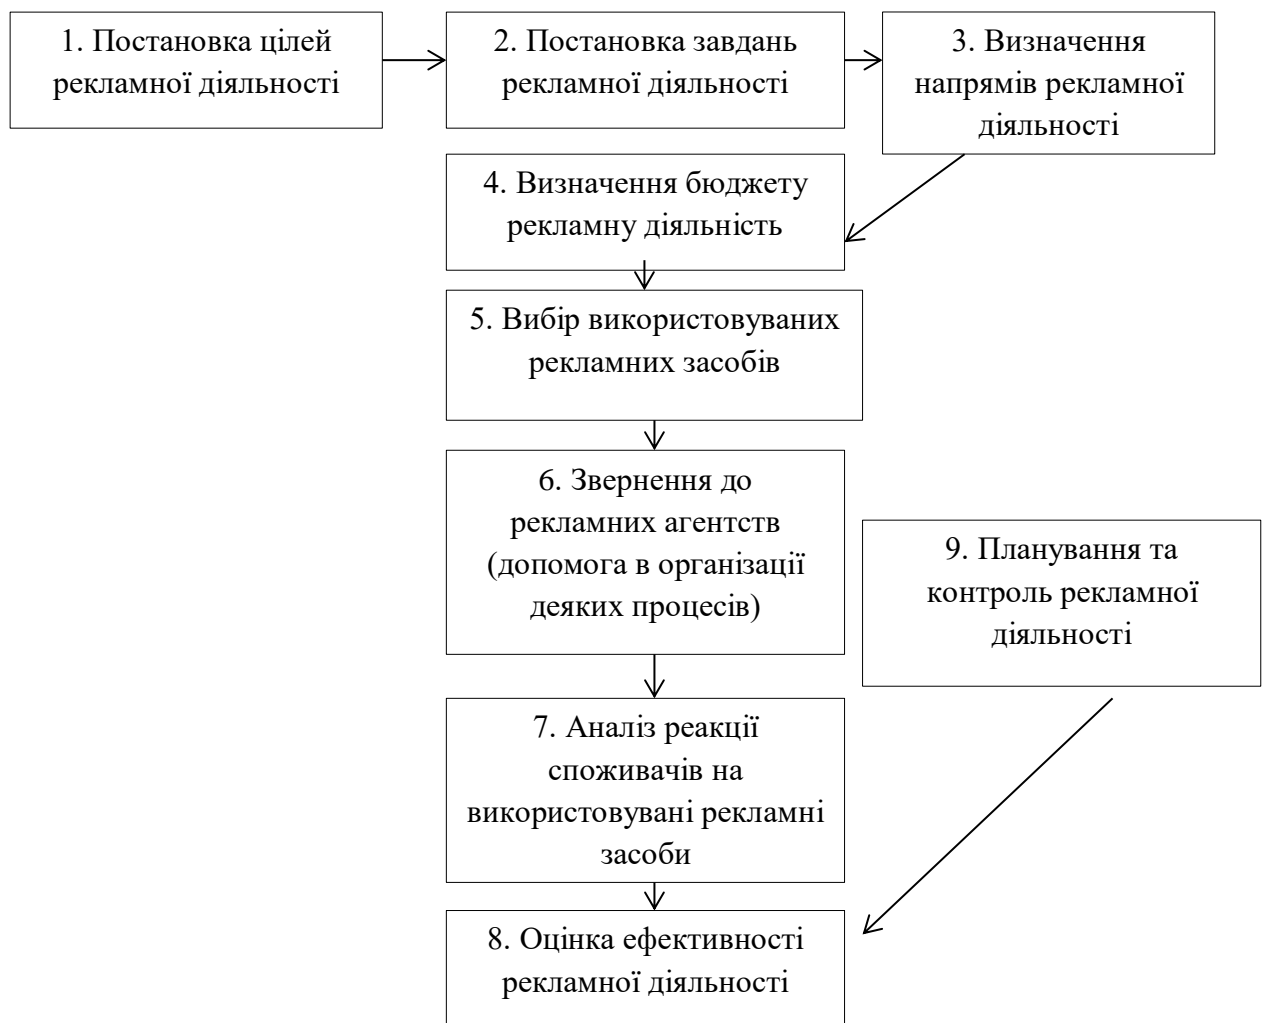 1. Постановка цілей
рекламної діяльності
2. Постановка завдань
рекламної діяльності
3. Визначення
напрямів рекламної
діяльності
4. Визначення бюджету
рекламну діяльність
5. Вибір використовуваних
рекламних засобів
6. Звернення до
рекламних агентств
(допомога в організації
деяких процесів)
9. Планування та
контроль рекламної
діяльності
7. Аналіз реакції
споживачів на
використовувані рекламні
засоби
8. Оцінка ефективності
рекламної діяльності